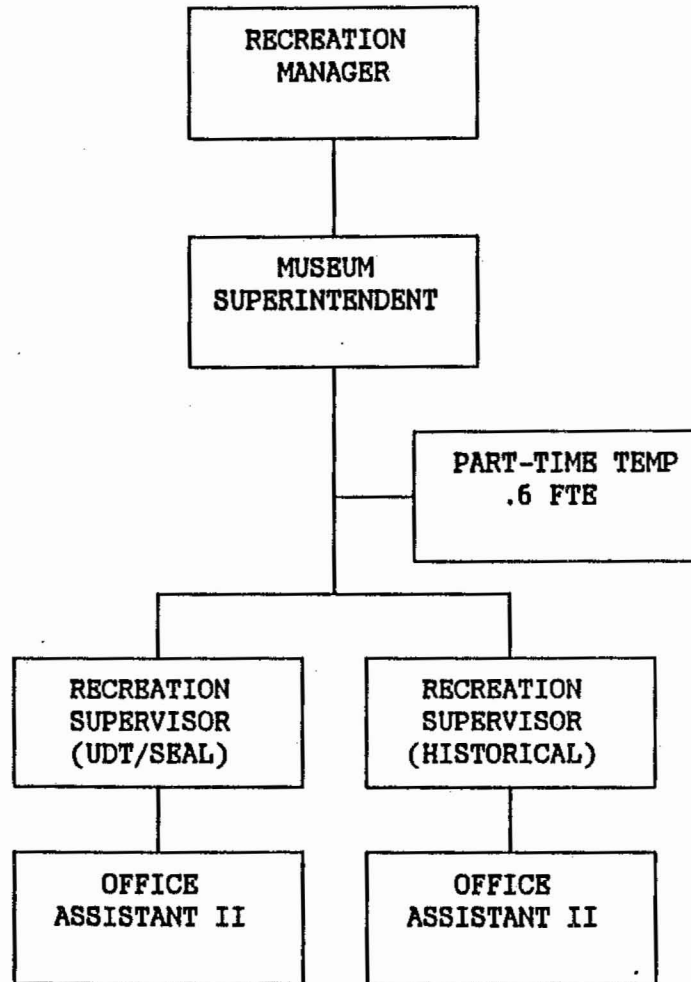 RECREATION
MANAGER
MUSEUM
SUPERINTENDENT
PART-TIME TEMP
.6 FTE
RECREATION
SUPERVISOR
(UDT/SEAL)
RECREATION
SUPERVISOR
(HISTORICAL)
OFFICE
ASSISTANT II
OFFICE
ASSISTANT II